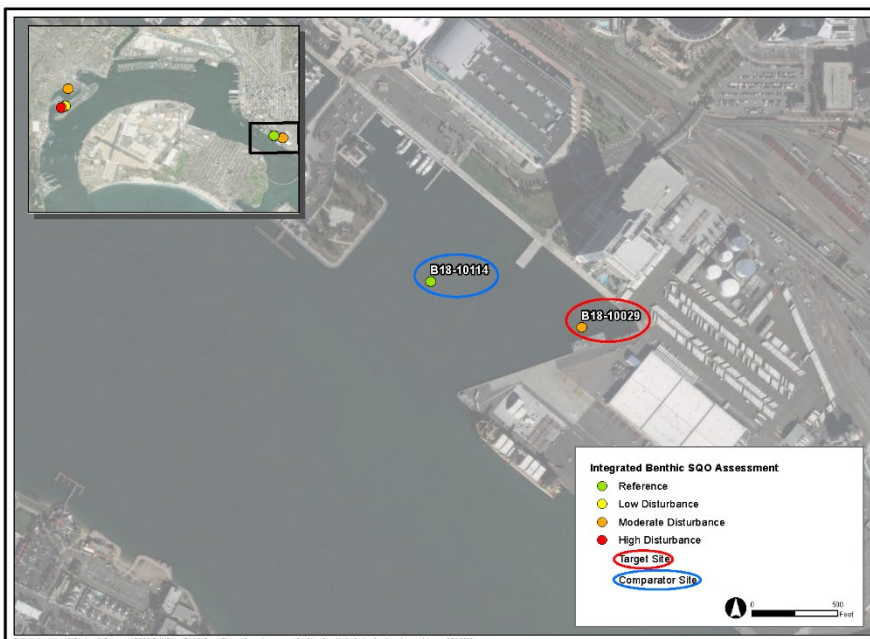 B18-10114
B18-10029
Integrated Benthic SQO Assessment
Reference
Low Disturbance
Moderate Disturbance
High Disturbance
Target Site
Comparator Site
0 500
Feet